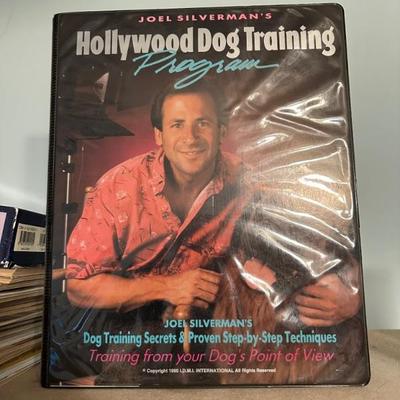 JOEL SILVERMAN'S
Hollywood Dog Training
Program
JOEL SILVERMAN'S
Dog Training Secrets & Proven Step-by-Step Techniques
Training from your Dog's Point of View
© Copyright 1995 I.D.M.I. INTERNATIONAL All Rights Reserved.